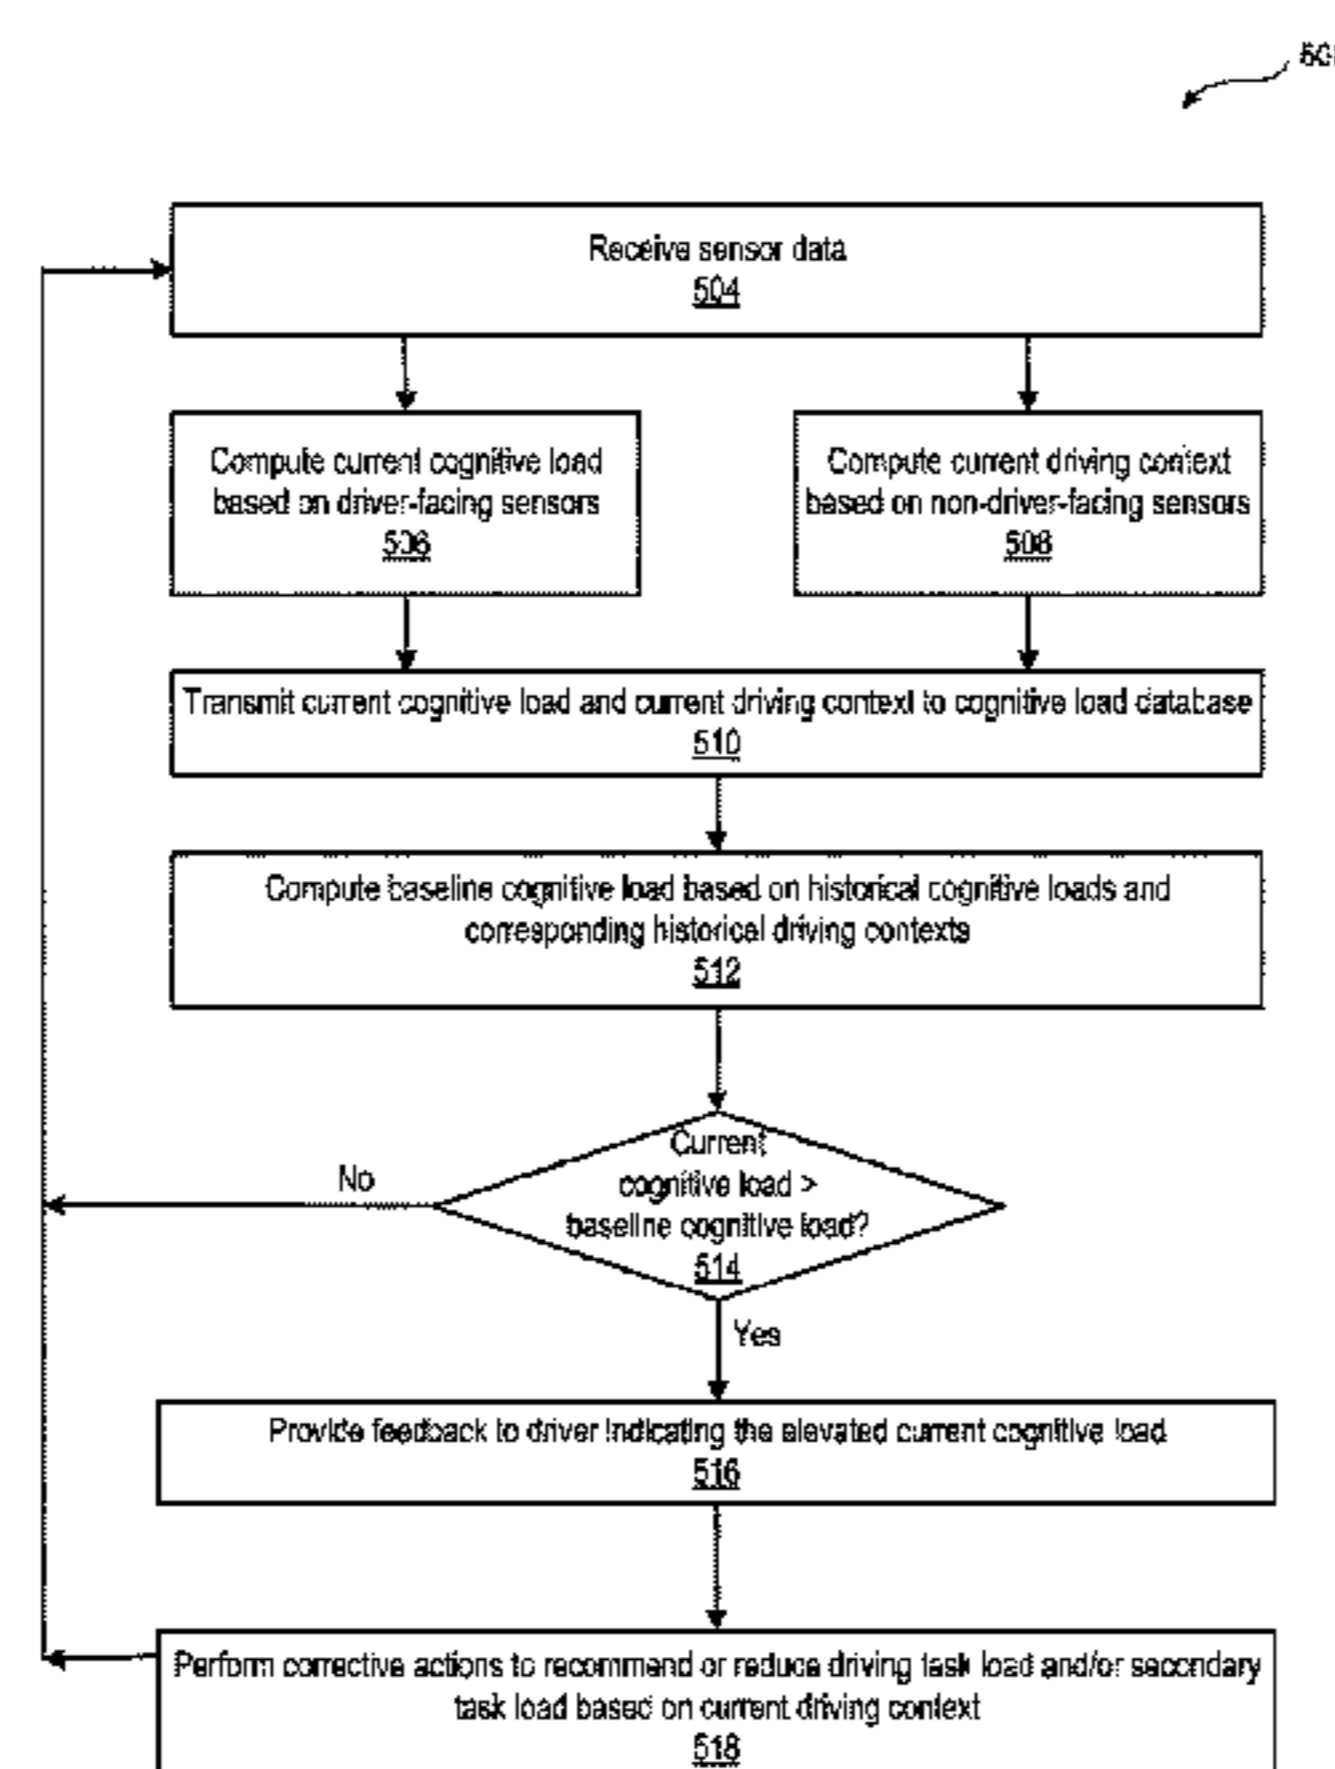 Receive sensor data
504
Compute current cognitive load
based on driver-facing sensors
506
Compute current driving context
based on non-driver-facing sensors
508
Transmit current cognitive load and current driving context to cognitive load database
510
Compute baseline cognitive load based on historical cognitive loads and
corresponding historical driving contexts
512
Current
cognitive load >
baseline cognitive load?
514
No
Yes
Provide feedback to driver indicating the elevated current cognitive load
516
Perform corrective actions to recommend or reduce driving task load and/or secondary
task load based on current driving context
518